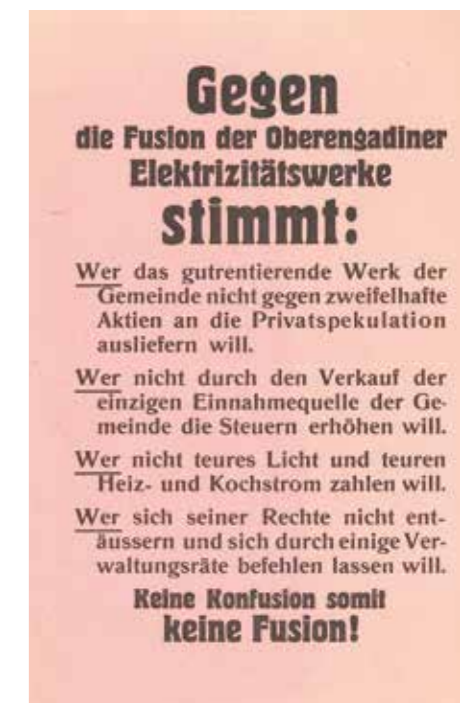 Gegen
die Fusion der Oberengadiner
Elektrizitätswerke
stimmt:
Wer das gutrentierende Werk der
Gemeinde nicht gegen zweifelhafte
Aktien an die Privatspekulation
ausliefern will.
Wer nicht durch den Verkauf der
einzigen Einnahmequelle der Ge-
meinde die Steuern erhöhen will.
Wer nicht teures Licht und teuren
Heiz- und Kochstrom zahlen will.
Wer sich seiner Rechte nicht ent-
äussern und sich durch einige Ver-
waltungsräte befehlen lassen will.
Keine Konfusion somit
keine Fusion!